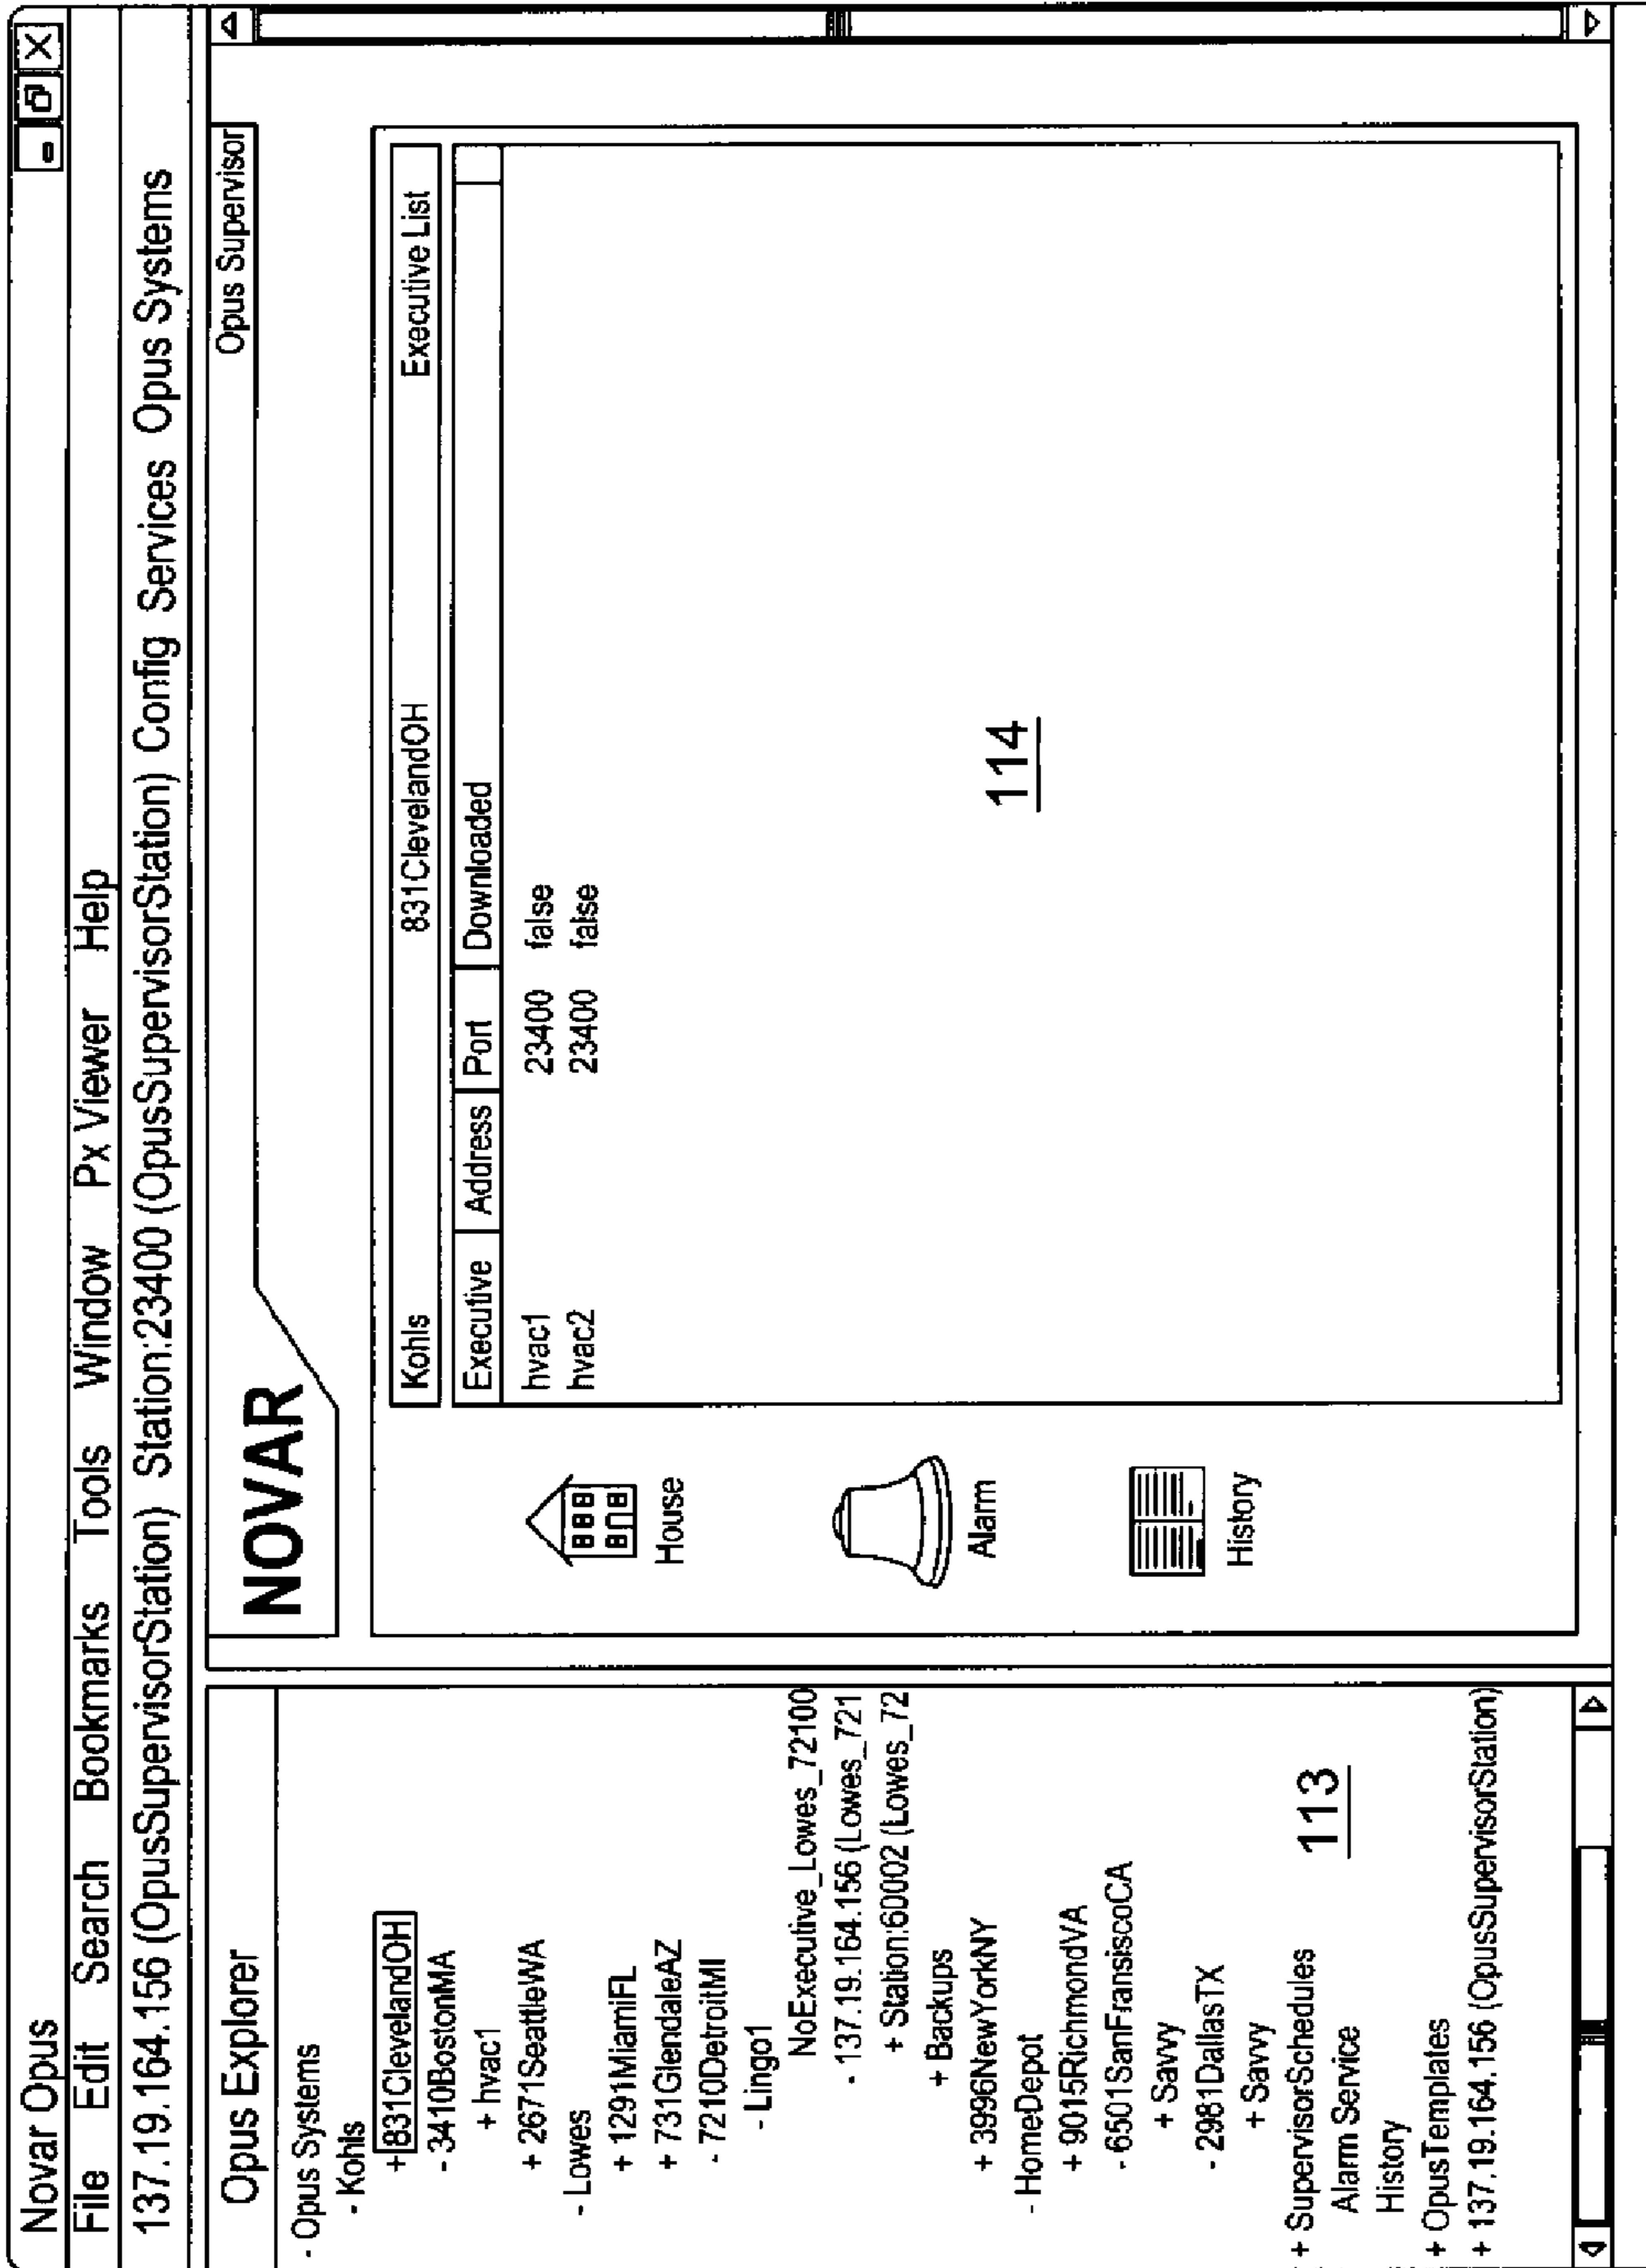 Novar Opus
File Edit Search Bookmarks Tools Window Px Viewer Help
137.19.164.156 (OpusSupervisorStation) Station:23400 (OpusSupervisorStation) Config Services Opus Systems
Opus Explorer
- Opus Systems
- Kohls
+ 831ClevelandOH
- 3410BostonMA
+ hvac1
+ 2671SeattleWA
- Lowes
+ 1291MiamiFL
+ 731GlendaleAZ
- 7210DetroitMI
- Lingo1
NoExecutive_Lowes_72100
- 137.19.164.156 (Lowes_721
+ Station:60002 (Lowes_72
+ Backups
+ 3996NewYorkNY
- HomeDepot
+ 9015RichmondVA
- 6501SanFransiscoCA
+ Savvy
- 2981DallasTX
+ Savvy
+ SupervisorSchedules
Alarm Service
History
+ OpusTemplates
+ 137.19.164.156 (OpusSupervisorStation)
113
NOVAR
Opus Supervisor
House
Alarm
History
Kohls 831ClevelandOH Executive List
Executive Address Port Downloaded
hvac1 23400 false
hvac2 23400 false
114